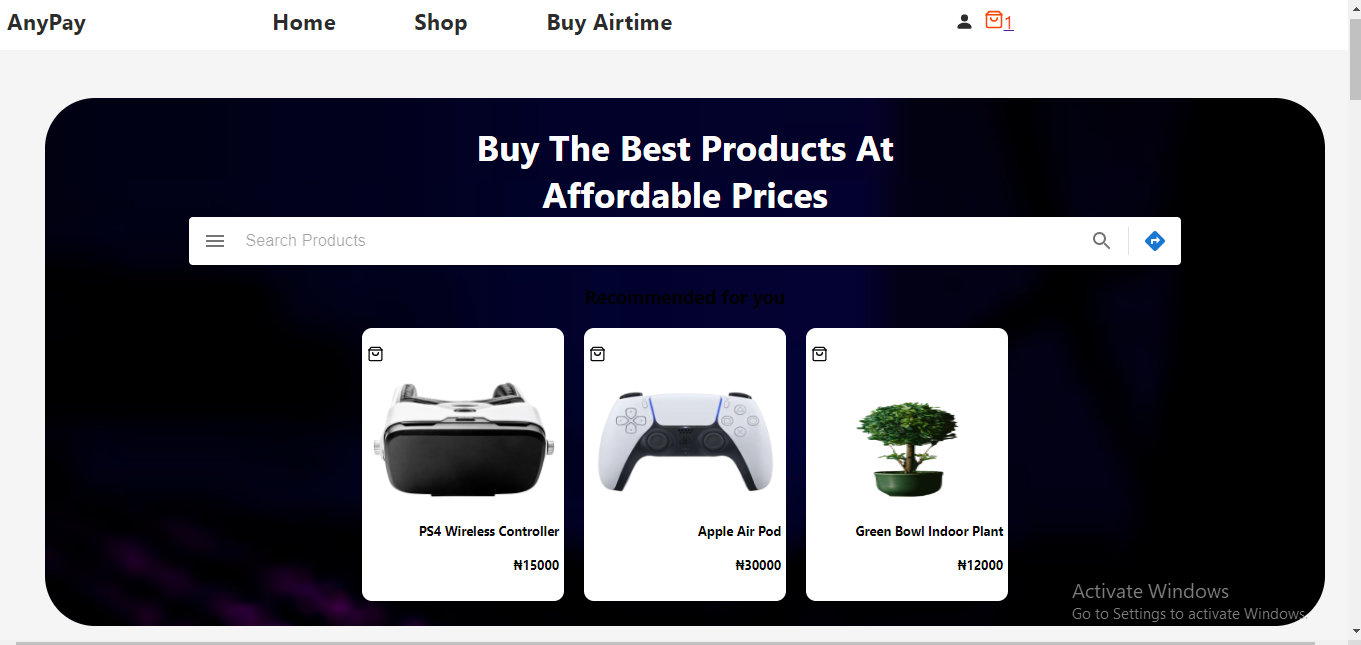 AnyPay Home Shop Buy Airtime 1
Buy The Best Products At
Affordable Prices
Search Products
Recommended for you
PS4 Wireless Controller
₦15000
Apple Air Pod
₦30000
Green Bowl Indoor Plant
₦12000
Activate Windows
Go to Settings to activate Windows.